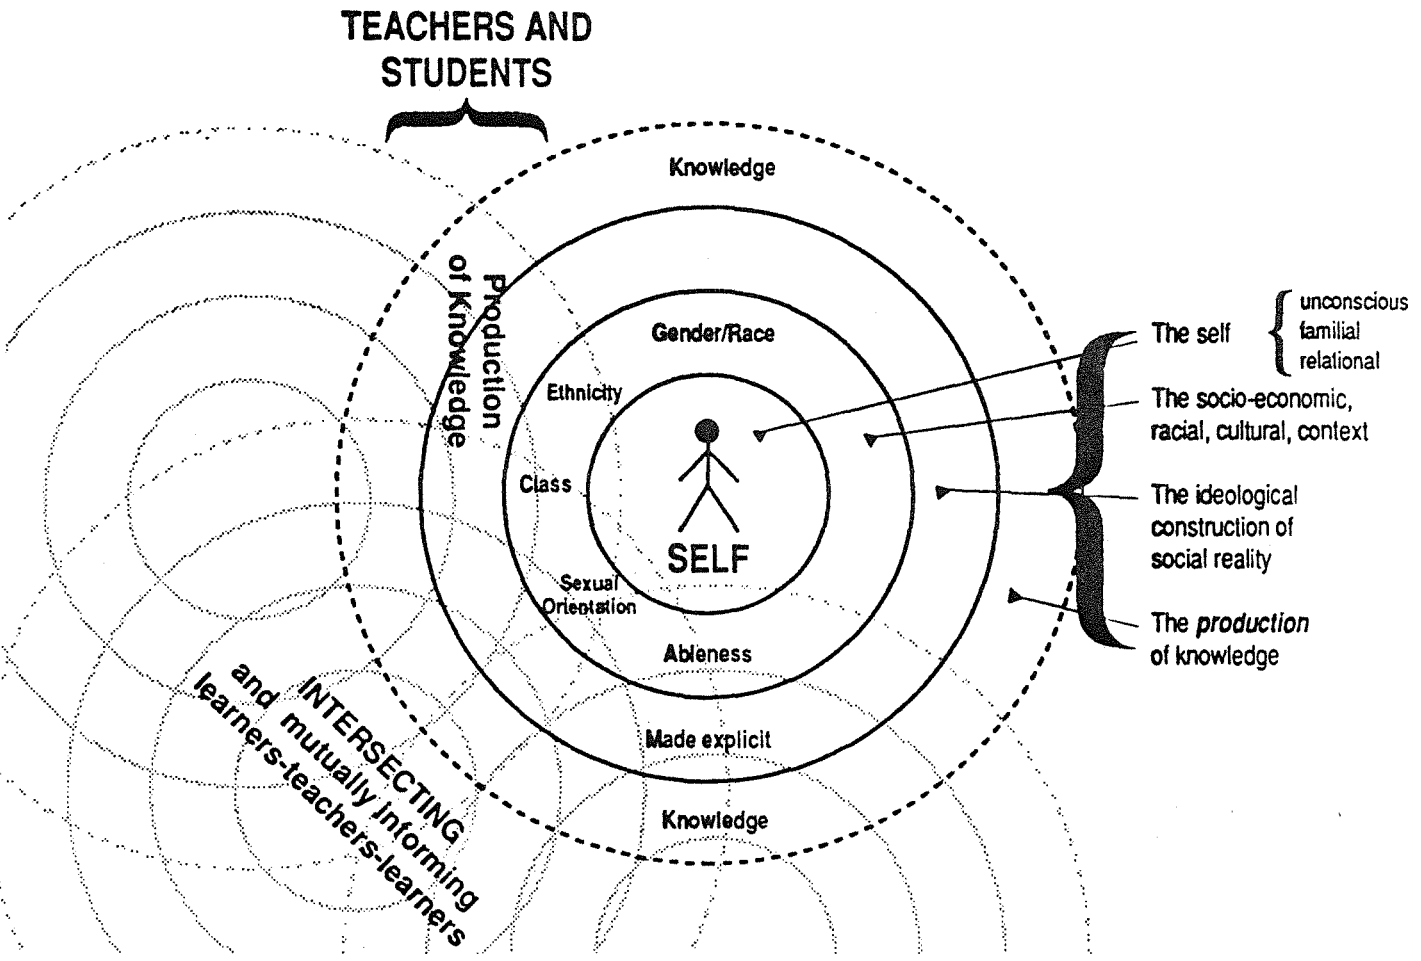 TEACHERS AND
STUDENTS
Knowledge
Production
of Knowledge
Gender/Race
Ethnicity
Class
SELF
Sexual
Orientation
Ableness
Made explicit
Knowledge
The self
unconscious
familial
relational
The socio-economic,
racial, cultural, context
The ideological
construction of
social reality
The production
of knowledge
INTERSECTING
and mutually informing
learners-teachers-learners